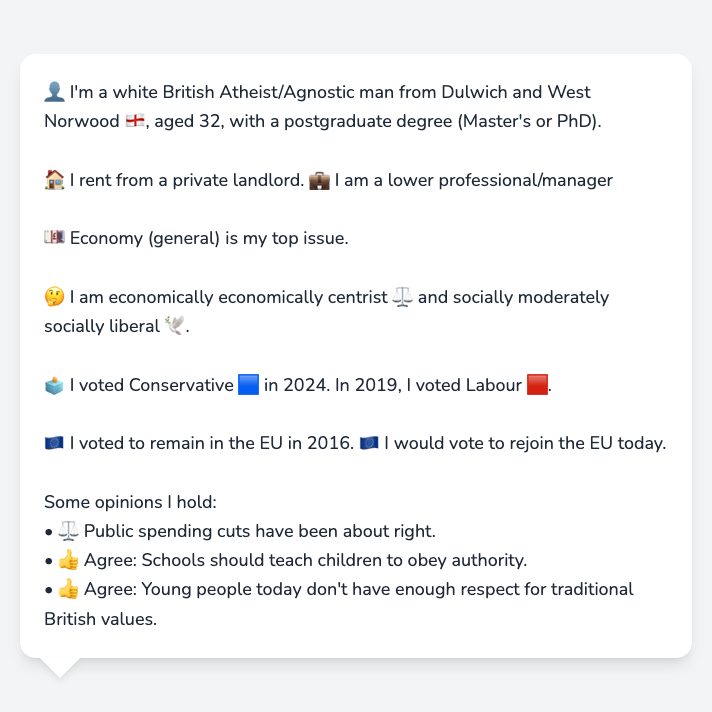 👤 I'm a white British Atheist/Agnostic man from Dulwich and West
Norwood 🏴󠁧󠁢󠁥󠁮󠁧󠁿, aged 32, with a postgraduate degree (Master's or PhD).
🏠 I rent from a private landlord. 💼 I am a lower professional/manager
💷 Economy (general) is my top issue.
🤔 I am economically economically centrist ⚖️ and socially moderately
socially liberal 🕊️.
🗳️ I voted Conservative 🟦 in 2024. In 2019, I voted Labour 🟥.
🇪🇺 I voted to remain in the EU in 2016. 🇪🇺 I would vote to rejoin the EU today.
Some opinions I hold:
• ⚖️ Public spending cuts have been about right.
• 👍 Agree: Schools should teach children to obey authority.
• 👍 Agree: Young people today don't have enough respect for traditional
British values.